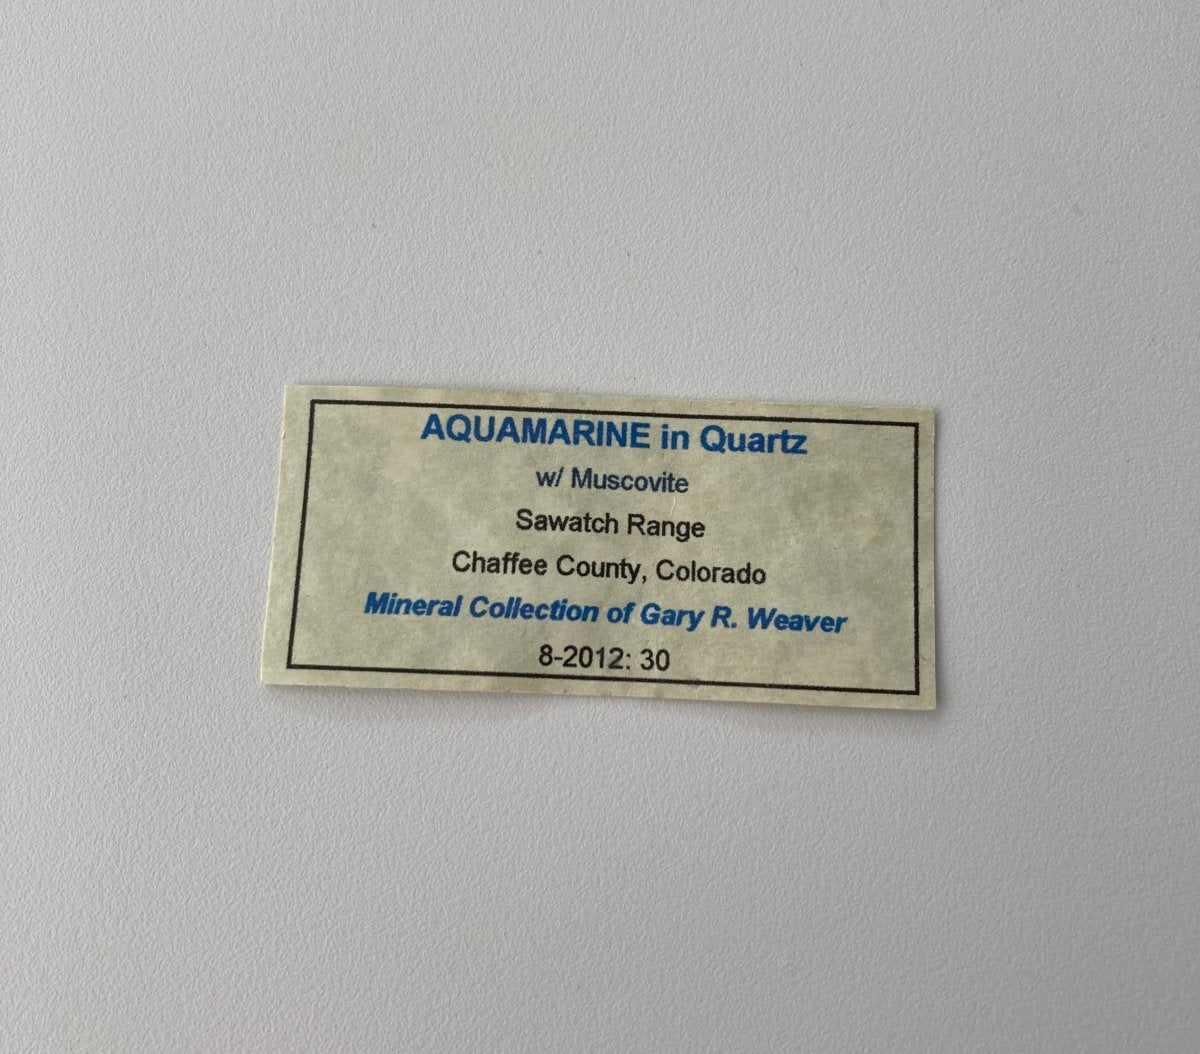 AQUAMARINE in Quartz
w/ Muscovite
Sawatch Range
Chaffee County, Colorado
Mineral Collection of Gary R. Weaver
8-2012: 30